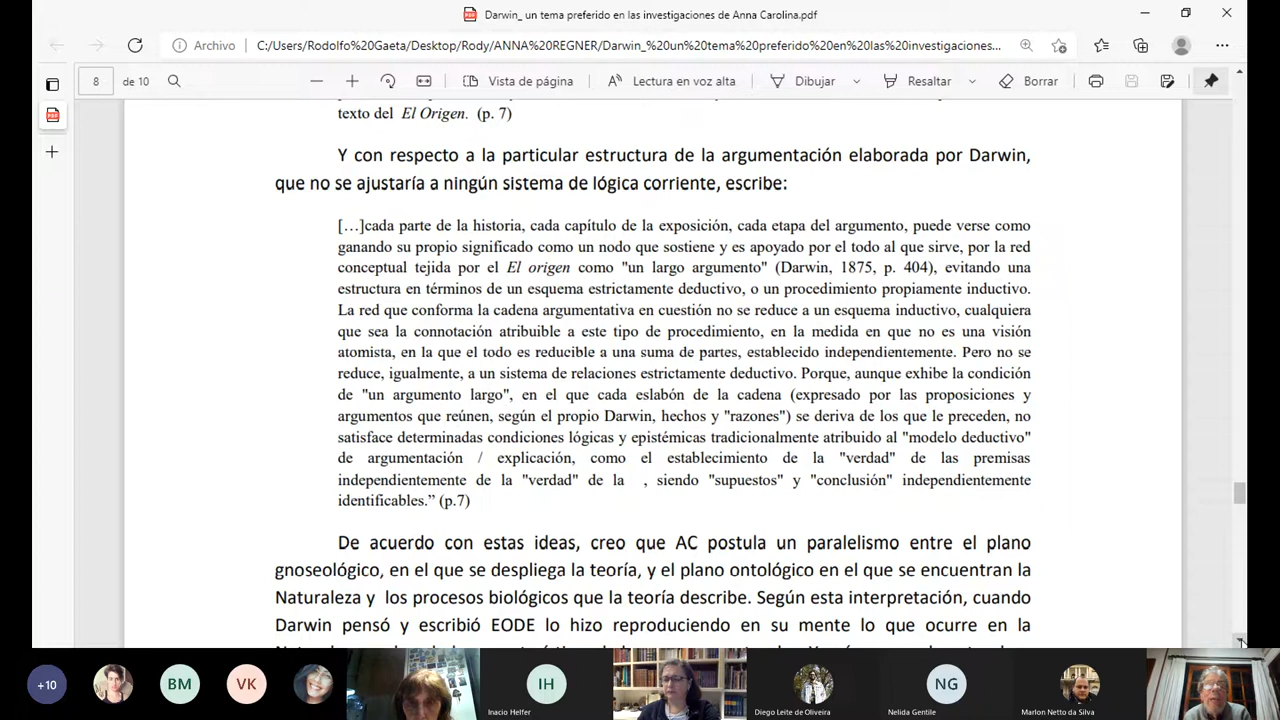 Darwin_ un tema preferido en las investigaciones de Anna Carolina.pdf
Archivo C:/Users/Rodolfo%20Gaeta/Desktop/Rody/ANNA%20REGNER/Darwin_%20un%20tema%20preferido%20en%20las%20investigaciones...
8 de 10 Vista de página Lectura en voz alta Dibujar Resaltar Borrar
texto del El Origen. (p. 7)
Y con respecto a la particular estructura de la argumentación elaborada por Darwin,
que no se ajustaría a ningún sistema de lógica corriente, escribe:
[…]cada parte de la historia, cada capítulo de la exposición, cada etapa del argumento, puede verse como
ganando su propio significado como un nodo que sostiene y es apoyado por el todo al que sirve, por la red
conceptual tejida por el El origen como "un largo argumento" (Darwin, 1875, p. 404), evitando una
estructura en términos de un esquema estrictamente deductivo, o un procedimiento propiamente inductivo.
La red que conforma la cadena argumentativa en cuestión no se reduce a un esquema inductivo, cualquiera
que sea la connotación atribuible a este tipo de procedimiento, en la medida en que no es una visión
atomista, en la que el todo es reducible a una suma de partes, establecido independientemente. Pero no se
reduce, igualmente, a un sistema de relaciones estrictamente deductivo. Porque, aunque exhibe la condición
de "un argumento largo", en el que cada eslabón de la cadena (expresado por las proposiciones y
argumentos que reúnen, según el propio Darwin, hechos y "razones") se deriva de los que le preceden, no
satisface determinadas condiciones lógicas y epistémicas tradicionalmente atribuido al "modelo deductivo"
de argumentación / explicación, como el establecimiento de la "verdad" de las premisas
independientemente de la "verdad" de la , siendo "supuestos" y "conclusión" independientemente
identificables.” (p.7)
De acuerdo con estas ideas, creo que AC postula un paralelismo entre el plano
gnoseológico, en el que se despliega la teoría, y el plano ontológico en el que se encuentran la
Naturaleza y los procesos biológicos que la teoría describe. Según esta interpretación, cuando
Darwin pensó y escribió EODE lo hizo reproduciendo en su mente lo que ocurre en la
+10 BM VK IH NG
Inacio Helfer Diego Leite de Oliveira Nelida Gentile Marlon Netto da Silva